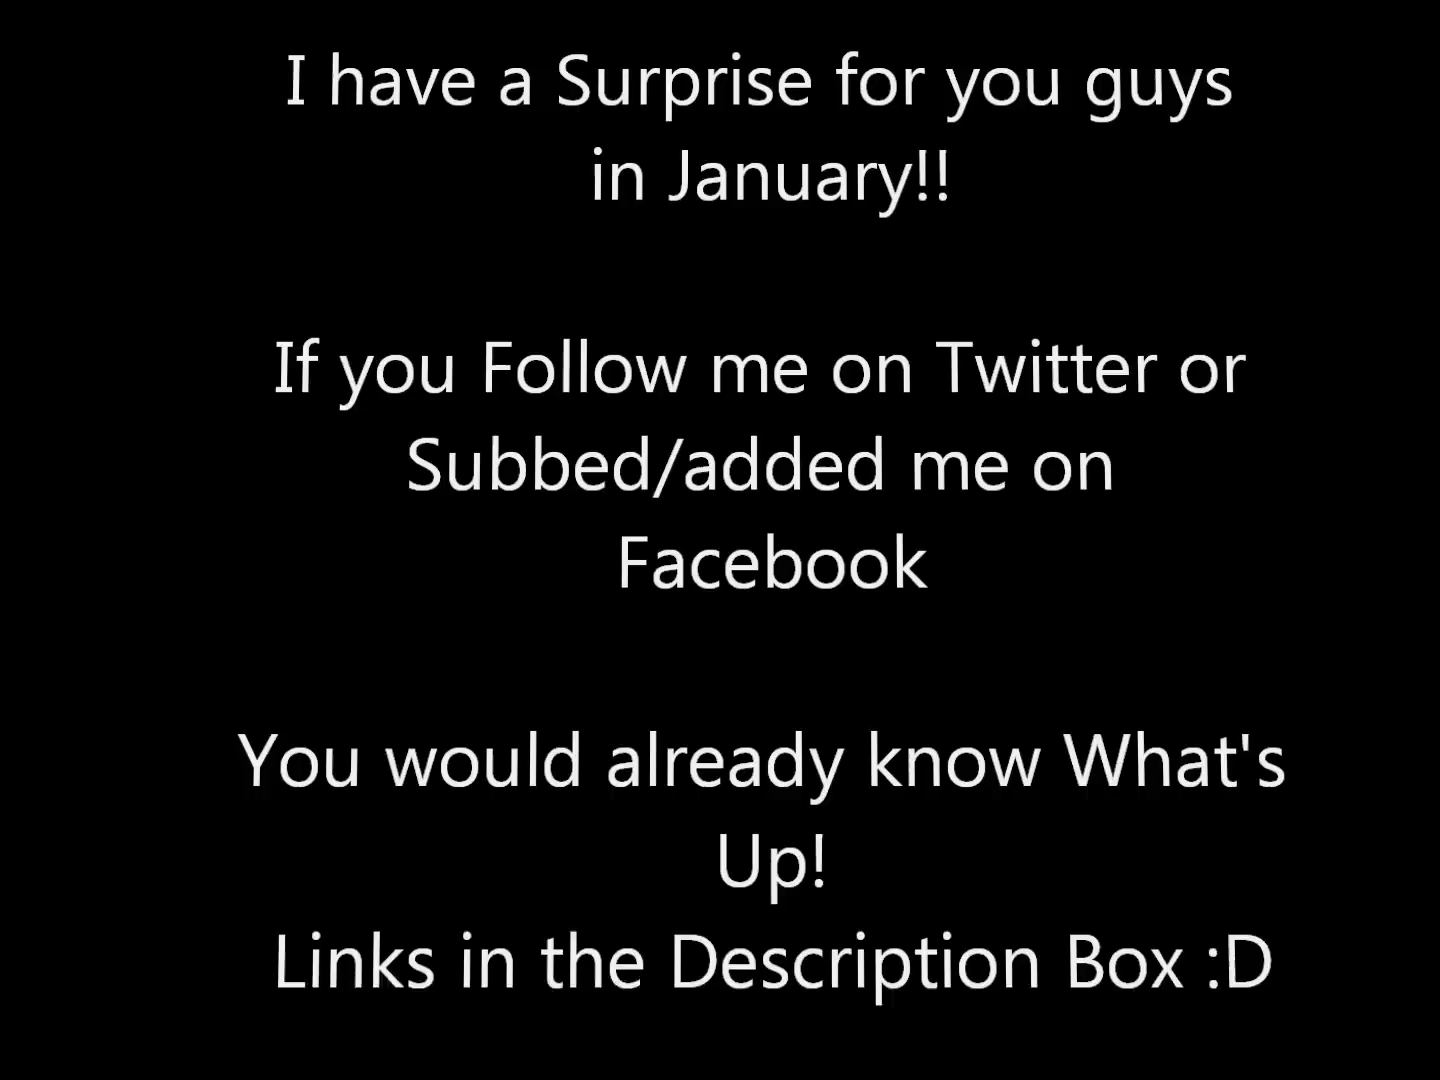 I have a Surprise for you guys
in January!!
If you Follow me on Twitter or
Subbed/added me on
Facebook
You would already know What's
Up!
Links in the Description Box :D